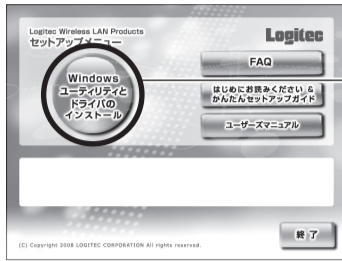 Logitec Wireless LAN Products
セットアップメニュー
Logitec
Windows
ユーティリティと
ドライバの
インストール
FAQ
はじめにお読みください &
かんたんセットアップガイド
ユーザーズマニュアル
終了
(C) Copyright 2008 LOGITEC CORPORATION All rights reserved.